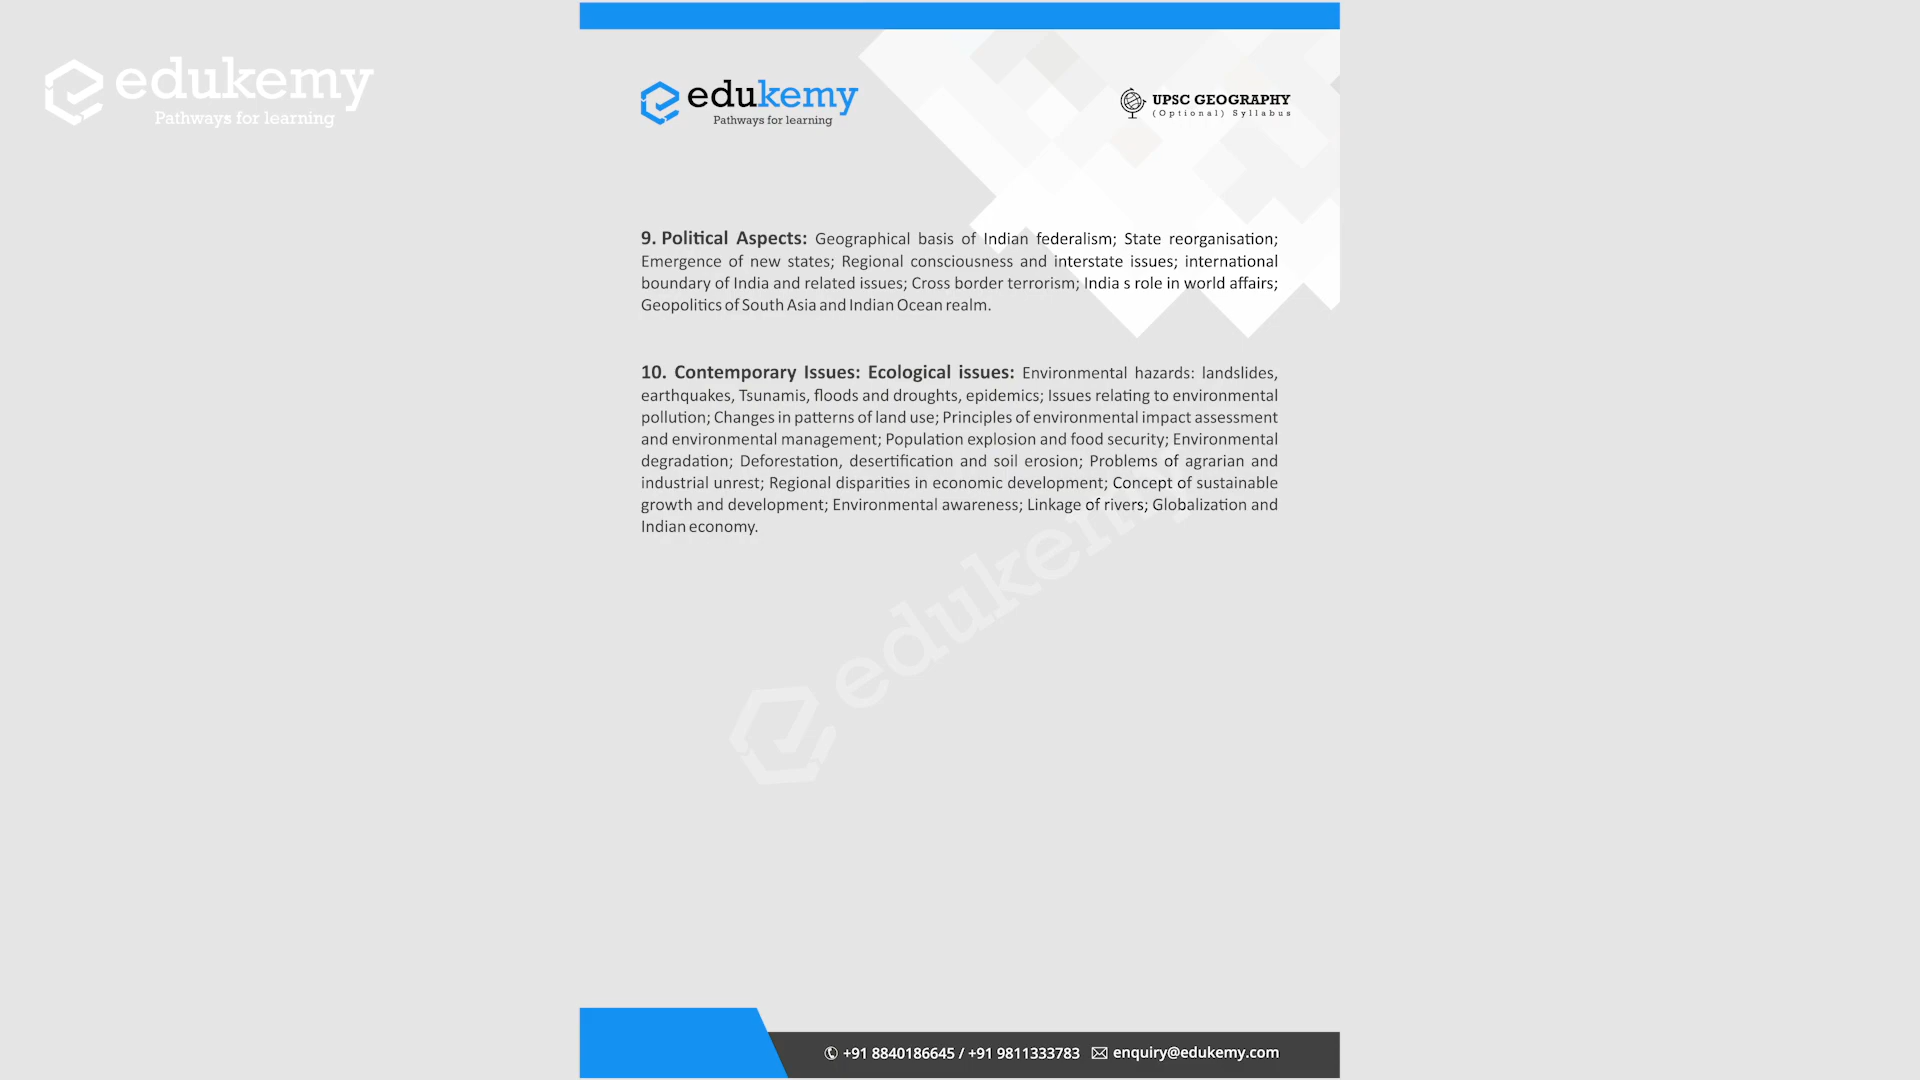 edukemy
Pathways for learning
edukemy
Pathways for learning
UPSC GEOGRAPHY
(Optional) Syllabus
9. Political Aspects: Geographical basis of Indian federalism; State reorganisation;
Emergence of new states; Regional consciousness and interstate issues; international
boundary of India and related issues; Cross border terrorism; India s role in world affairs;
Geopolitics of South Asia and Indian Ocean realm.
10. Contemporary Issues: Ecological issues: Environmental hazards: landslides,
earthquakes, Tsunamis, floods and droughts, epidemics; Issues relating to environmental
pollution; Changes in patterns of land use; Principles of environmental impact assessment
and environmental management; Population explosion and food security; Environmental
degradation; Deforestation, desertification and soil erosion; Problems of agrarian and
industrial unrest; Regional disparities in economic development; Concept of sustainable
growth and development; Environmental awareness; Linkage of rivers; Globalization and
Indian economy.
edukemy
+91 8840186645 / +91 9811333783 enquiry@edukemy.com